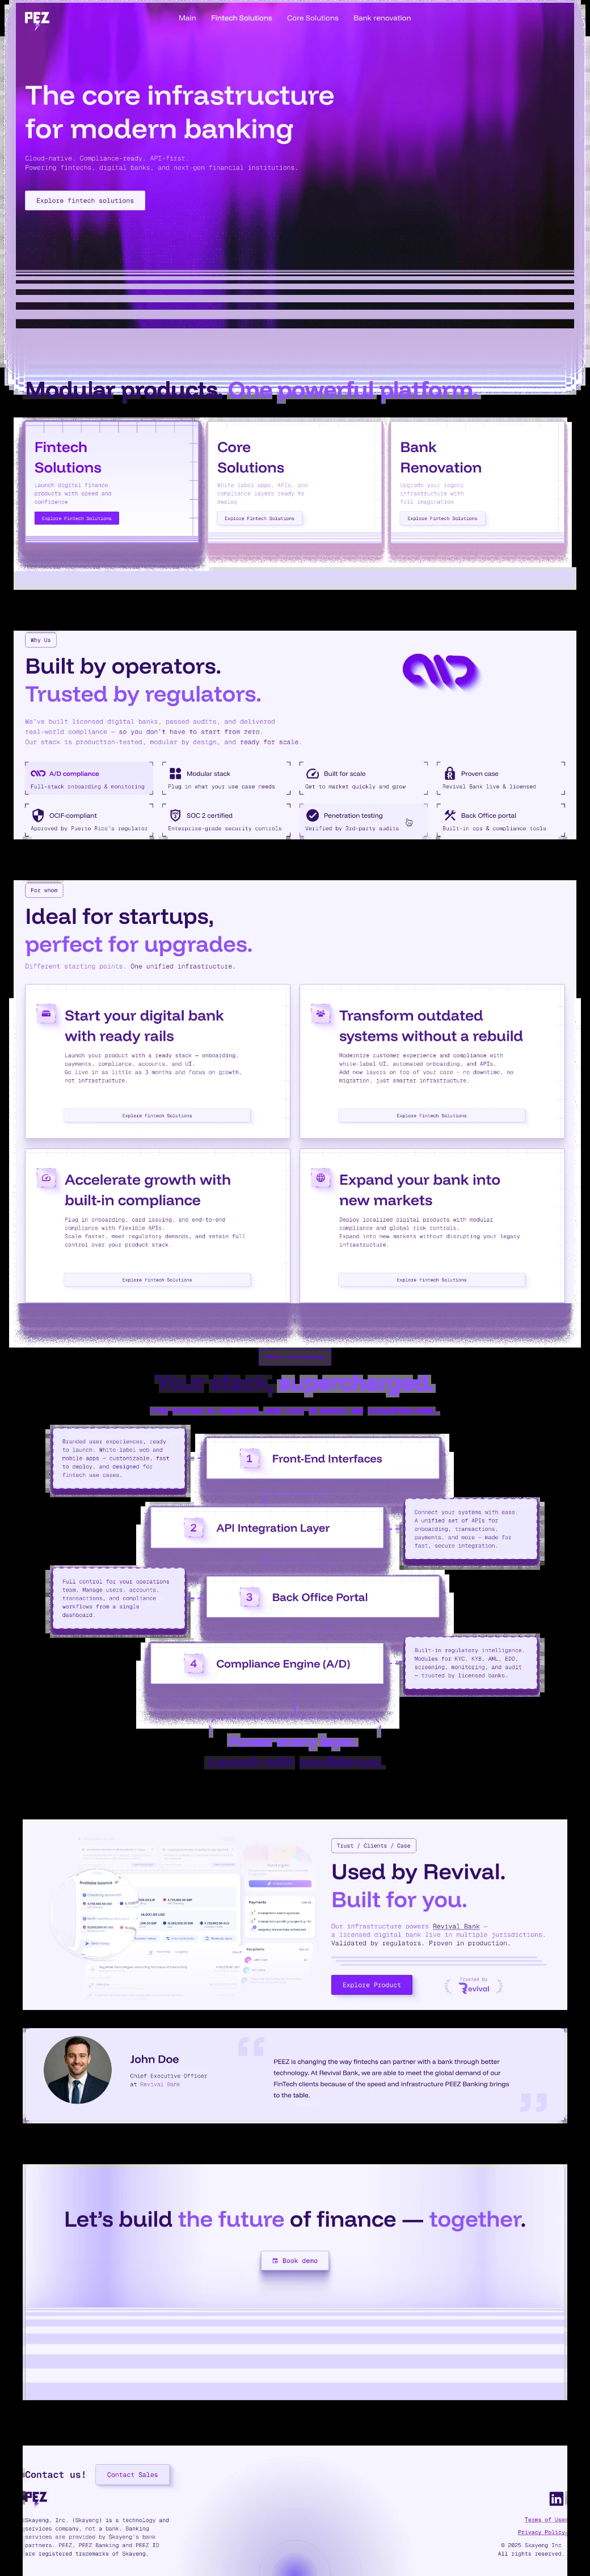 PEZ
Main Fintech Solutions Core Solutions Bank renovation
The core infrastructure
for modern banking
Cloud-native. Compliance-ready. API-first.
Powering fintechs, digital banks, and next-gen financial institutions.
Explore fintech solutions
Modular products. One powerful platform.
Fintech
Solutions
Launch digital finance
products with speed and
confidence
Explore Fintech Solutions
Core
Solutions
White-label apps, APIs, and
compliance layers ready to
deploy
Explore Fintech Solutions
Bank
Renovation
Upgrade your legacy
infrastructure with
full imagination
Explore Fintech Solutions
Why Us
Built by operators.
Trusted by regulators.
We've built licensed digital banks, passed audits, and delivered
real-world compliance — so you don't have to start from zero.
Our stack is production-tested, modular by design, and ready for scale.
A/D compliance
Full-stack onboarding & monitoring
Modular stack
Plug in what your use case needs
Built for scale
Get to market quickly and grow
Proven case
Revival Bank live & licensed
OCIF-compliant
Approved by Puerto Rico's regulator
SOC 2 certified
Enterprise-grade security controls
Penetration testing
Verified by 3rd-party audits
Back Office portal
Built-in ops & compliance tools
For whom
Ideal for startups,
perfect for upgrades.
Different starting points. One unified infrastructure.
Start your digital bank
with ready rails
Launch your product with a ready stack — onboarding,
payments, compliance, accounts, and UI.
Go live in as little as 3 months and focus on growth,
not infrastructure.
Explore Fintech Solutions
Transform outdated
systems without a rebuild
Modernize customer experience and compliance with
white-label UI, automated onboarding, and APIs.
Add new layers on top of your core — no downtime, no
migration, just smarter infrastructure.
Explore Fintech Solutions
Accelerate growth with
built-in compliance
Plug in onboarding, card issuing, and end-to-end
compliance with flexible APIs.
Scale faster, meet regulatory demands, and retain full
control over your product stack.
Explore Fintech Solutions
Expand your bank into
new markets
Deploy localized digital products with modular
compliance and global risk controls.
Expand into new markets without disrupting your legacy
infrastructure.
Explore Fintech Solutions
Your stack, supercharged.
Branded user experiences, ready
to launch. White-label web and
mobile apps — customizable, fast
to deploy, and designed for
fintech use cases.
1 Front-End Interfaces
2 API Integration Layer
Connect your systems with ease.
A unified set of APIs for
onboarding, transactions,
payments, and more — made for
fast, secure integration.
Full control for your operations
team. Manage users, accounts,
transactions, and compliance
workflows from a single
dashboard.
3 Back Office Portal
4 Compliance Engine (A/D)
Built-in regulatory intelligence.
Modules for KYC, KYB, AML, EDD,
screening, monitoring, and audit
— trusted by licensed banks.
Power every layer.
Launch with confidence.
Trust / Clients / Case
Used by Revival.
Built for you.
Our infrastructure powers Revival Bank —
a licensed digital bank live in multiple jurisdictions.
Validated by regulators. Proven in production.
Explore Product
Trusted by
Revival
Payments
John Doe
Chief Executive Officer
at Revival Bank
“
PEEZ is changing the way fintechs can partner with a bank through better
technology. At Revival Bank, we are able to meet the global demand of our
FinTech clients because of the speed and infrastructure PEEZ Banking brings
to the table.
”
Let's build the future of finance — together.
Book demo
Contact us!
Contact Sales
PEZ
Skayeng, Inc. (Skayeng) is a technology and
services company, not a bank. Banking
services are provided by Skayeng's bank
partners. PEEZ, PEEZ Banking and PEEZ ID
are registered trademarks of Skayeng.
in
Terms of Use
Privacy Policy
© 2025 Skayeng Inc
All rights reserved.